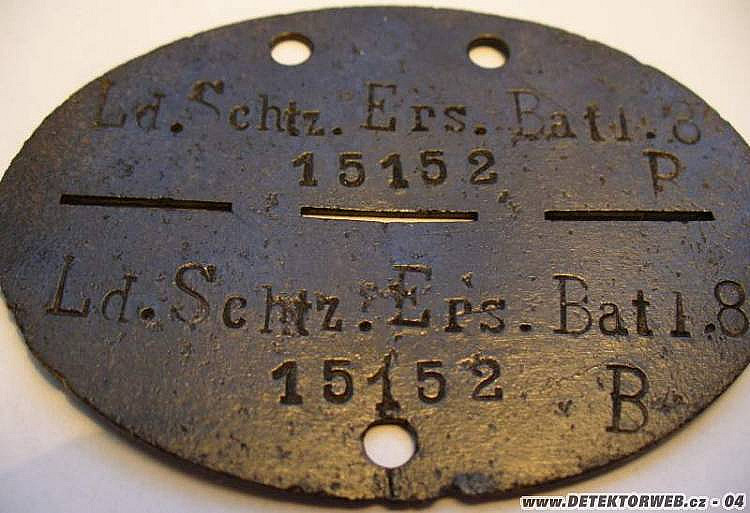 Ld.Schtz.Ers.Batl.8
15152 B
Ld.Schtz.Ers.Batl.8
15152 B
www.DETEKTORWEB.cz - 04